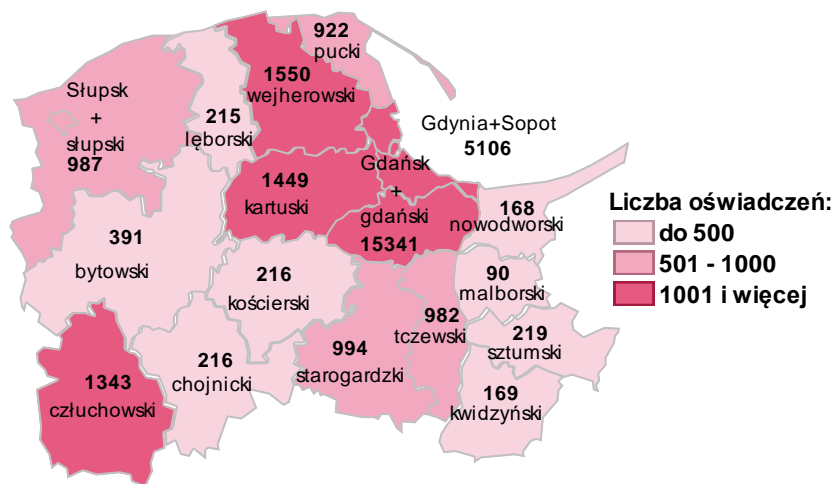 922
pucki
1550
wejherowski
Słupsk
+
słupski
987
215
lęborski
Gdynia+Sopot
5106
Gdańsk
+
gdański
15341
1449
kartuski
168
nowodworski
391
bytowski
216
kościerski
90
malborski
982
tczewski
219
sztumski
994
starogardzki
216
chojnicki
1343
człuchowski
169
kwidzyński
Liczba oświadczeń:
do 500
501 - 1000
1001 i więcej